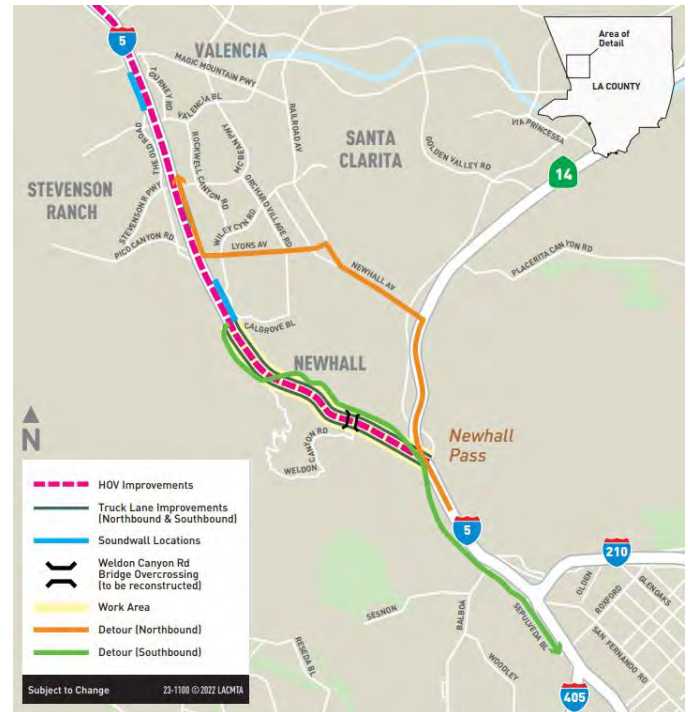 5
VALENCIA
Area of
Detail
LA COUNTY
MAGIC MOUNTAIN PWY
TOURNEY RD
VALENCIA BL
RAILROAD AV
MCBEAN PWY
THE OLD ROAD
ROCKWELL CANYON RD
SANTA
CLARITA
VIA PRINCESSA
GOLDEN VALLEY RD
14
STEVENSON
RANCH
STEVENSON R PWY
ORCHARD VILLAGE RD
WILEY CYN RD
PICO CANYON RD
LYONS AV
NEWHALL AV
PLACERITA CANYON RD
CALGROVE BL
NEWHALL
N
Newhall
Pass
WELDON
CANYON RD
HOV Improvements
Truck Lane Improvements
(Northbound & Southbound)
Soundwall Locations
Weldon Canyon Rd
Bridge Overcrossing
(to be reconstructed)
Work Area
Detour (Northbound)
Detour (Southbound)
5
210
OLDEN
ROXFORD
GLENOAKS
SESNON
BALBOA
SEPULVEDA BL
SAN FERNANDO RD
RESEDA BL
WOODLEY
405
Subject to Change
23-1100 ©2022 LACMTA